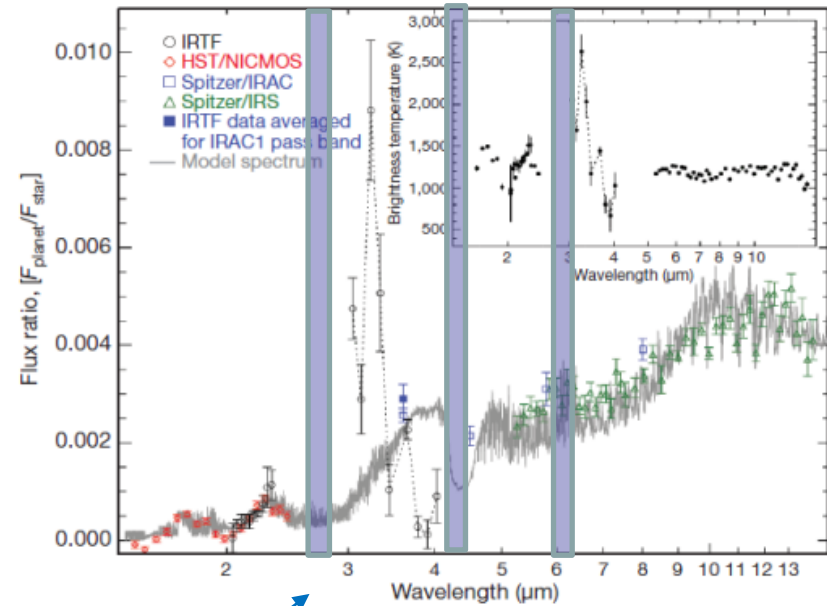 0.010
0.008
0.006
0.004
0.002
0.000
Flux ratio, [F_planet/F_star]
IRTF
HST/NICMOS
Spitzer/IRAC
Spitzer/IRS
IRTF data averaged
for IRAC1 pass band
Model spectrum
3,000
2,500
2,000
1,500
1,000
500
Brightness temperature (K)
2 3 4 5 6 7 8 9 10
Wavelength (μm)
2 3 4 5 6 7 8 9 10 11 12 13
Wavelength (μm)